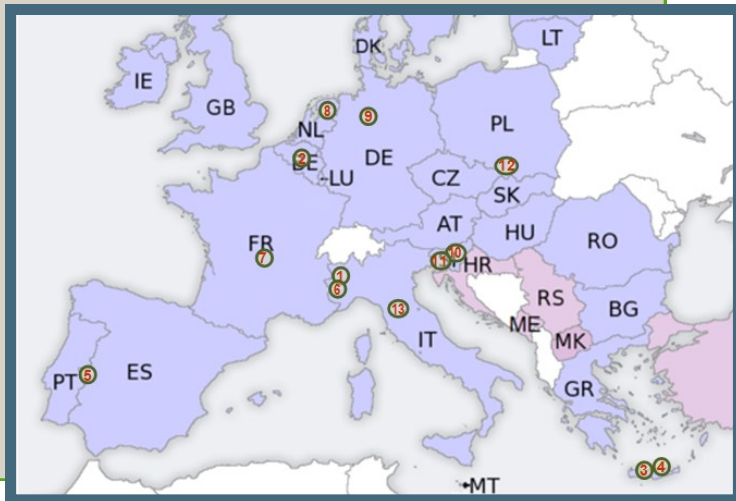 LT
DK
IE
GB
8
9
NL
PL
2
BE
DE
12
-LU
CZ
SK
AT
FR
7
HU
RO
10
11
HR
1
6
RS
13
BG
ME
IT
MK
PT
5
ES
GR
3
4
MT